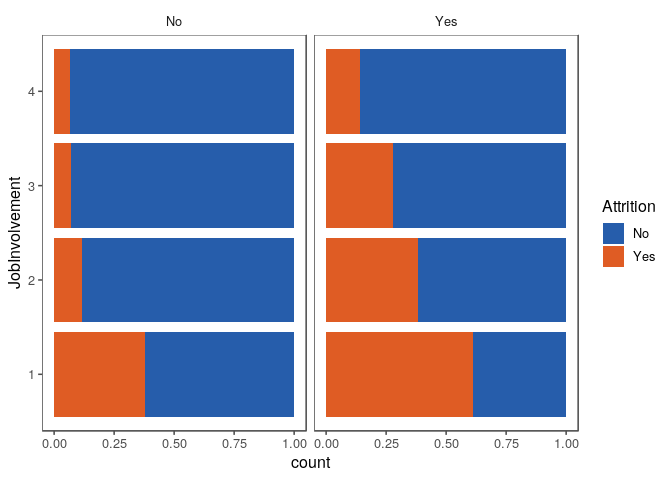 No
Yes
JobInvolvement
4
3
2
1
0.00
0.25
0.50
0.75
1.00
0.00
0.25
0.50
0.75
1.00
count
Attrition
No
Yes